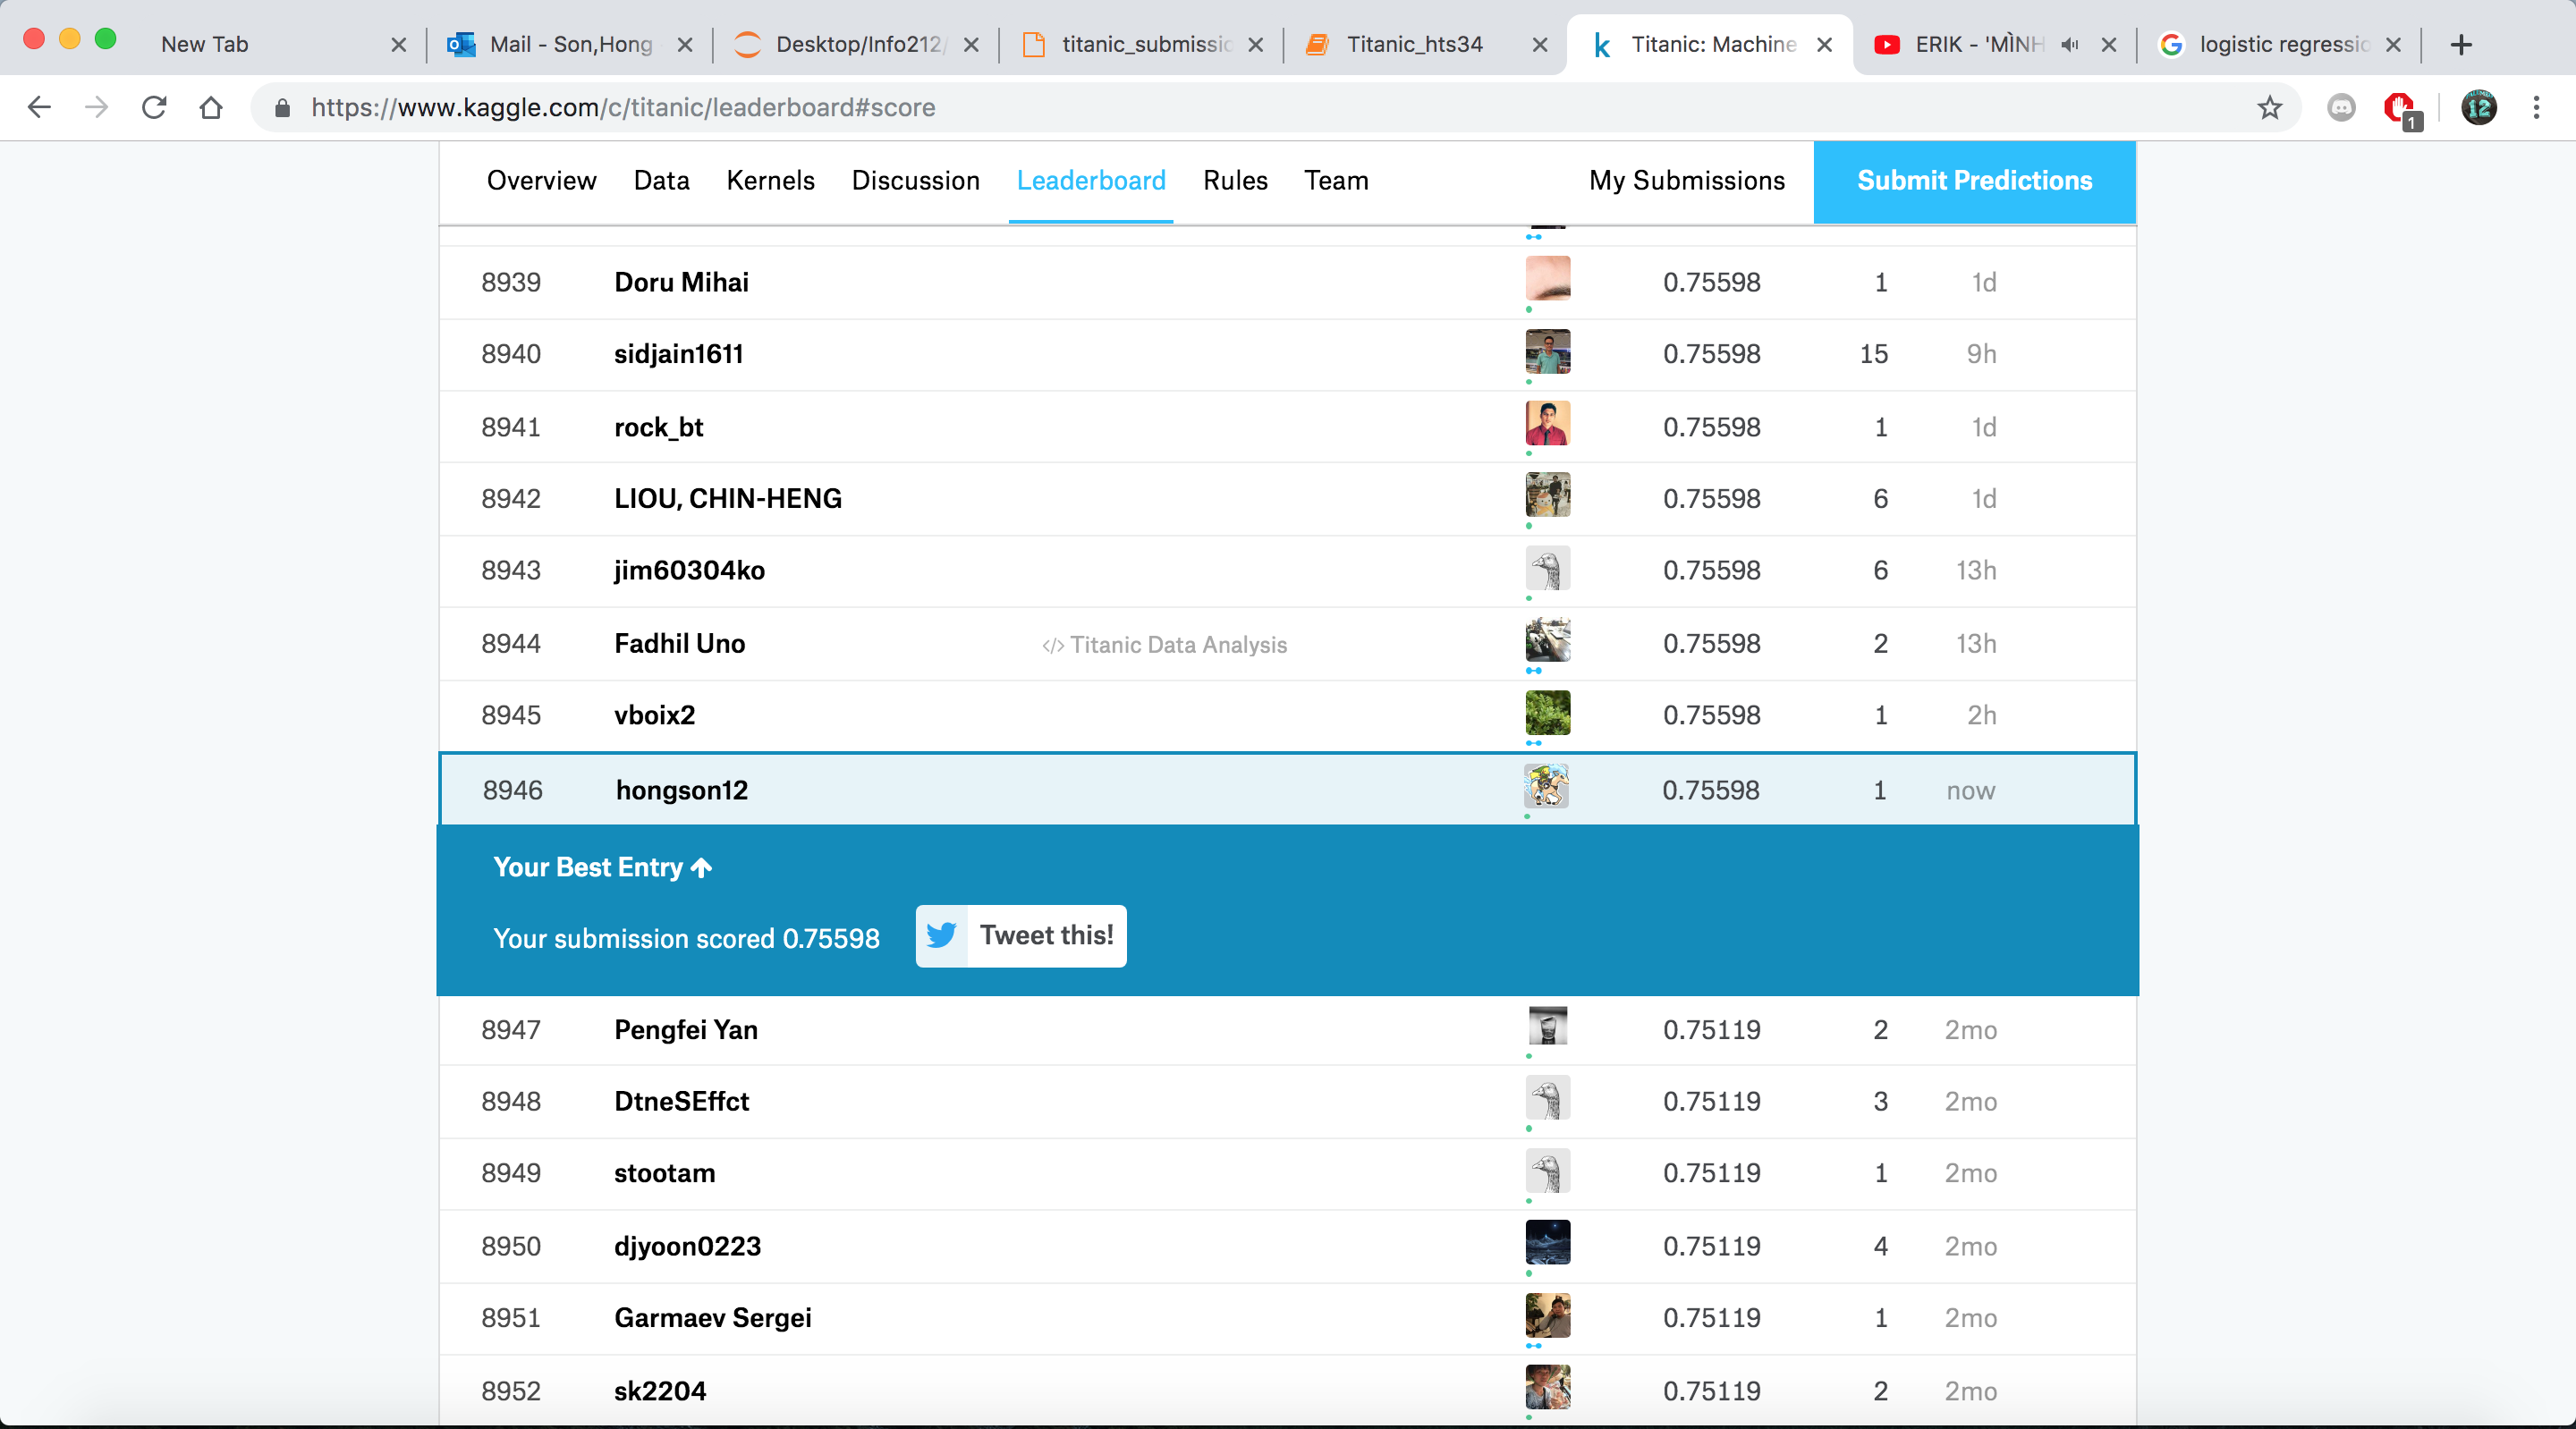 New Tab
Mail - Son,Hong
Desktop/Info212/
titanic_submissio
Titanic_hts34
Titanic: Machine
ERIK - 'MÌNH
logistic regressio
https://www.kaggle.com/c/titanic/leaderboard#score
1
12
Overview Data Kernels Discussion Leaderboard Rules Team My Submissions Submit Predictions
8939 Doru Mihai 0.75598 1 1d
8940 sidjain1611 0.75598 15 9h
8941 rock_bt 0.75598 1 1d
8942 LIOU, CHIN-HENG 0.75598 6 1d
8943 jim60304ko 0.75598 6 13h
8944 Fadhil Uno </> Titanic Data Analysis 0.75598 2 13h
8945 vboix2 0.75598 1 2h
8946 hongson12 0.75598 1 now
Your Best Entry
Your submission scored 0.75598 Tweet this!
8947 Pengfei Yan 0.75119 2 2mo
8948 DtneSEffct 0.75119 3 2mo
8949 stootam 0.75119 1 2mo
8950 djyoon0223 0.75119 4 2mo
8951 Garmaev Sergei 0.75119 1 2mo
8952 sk2204 0.75119 2 2mo